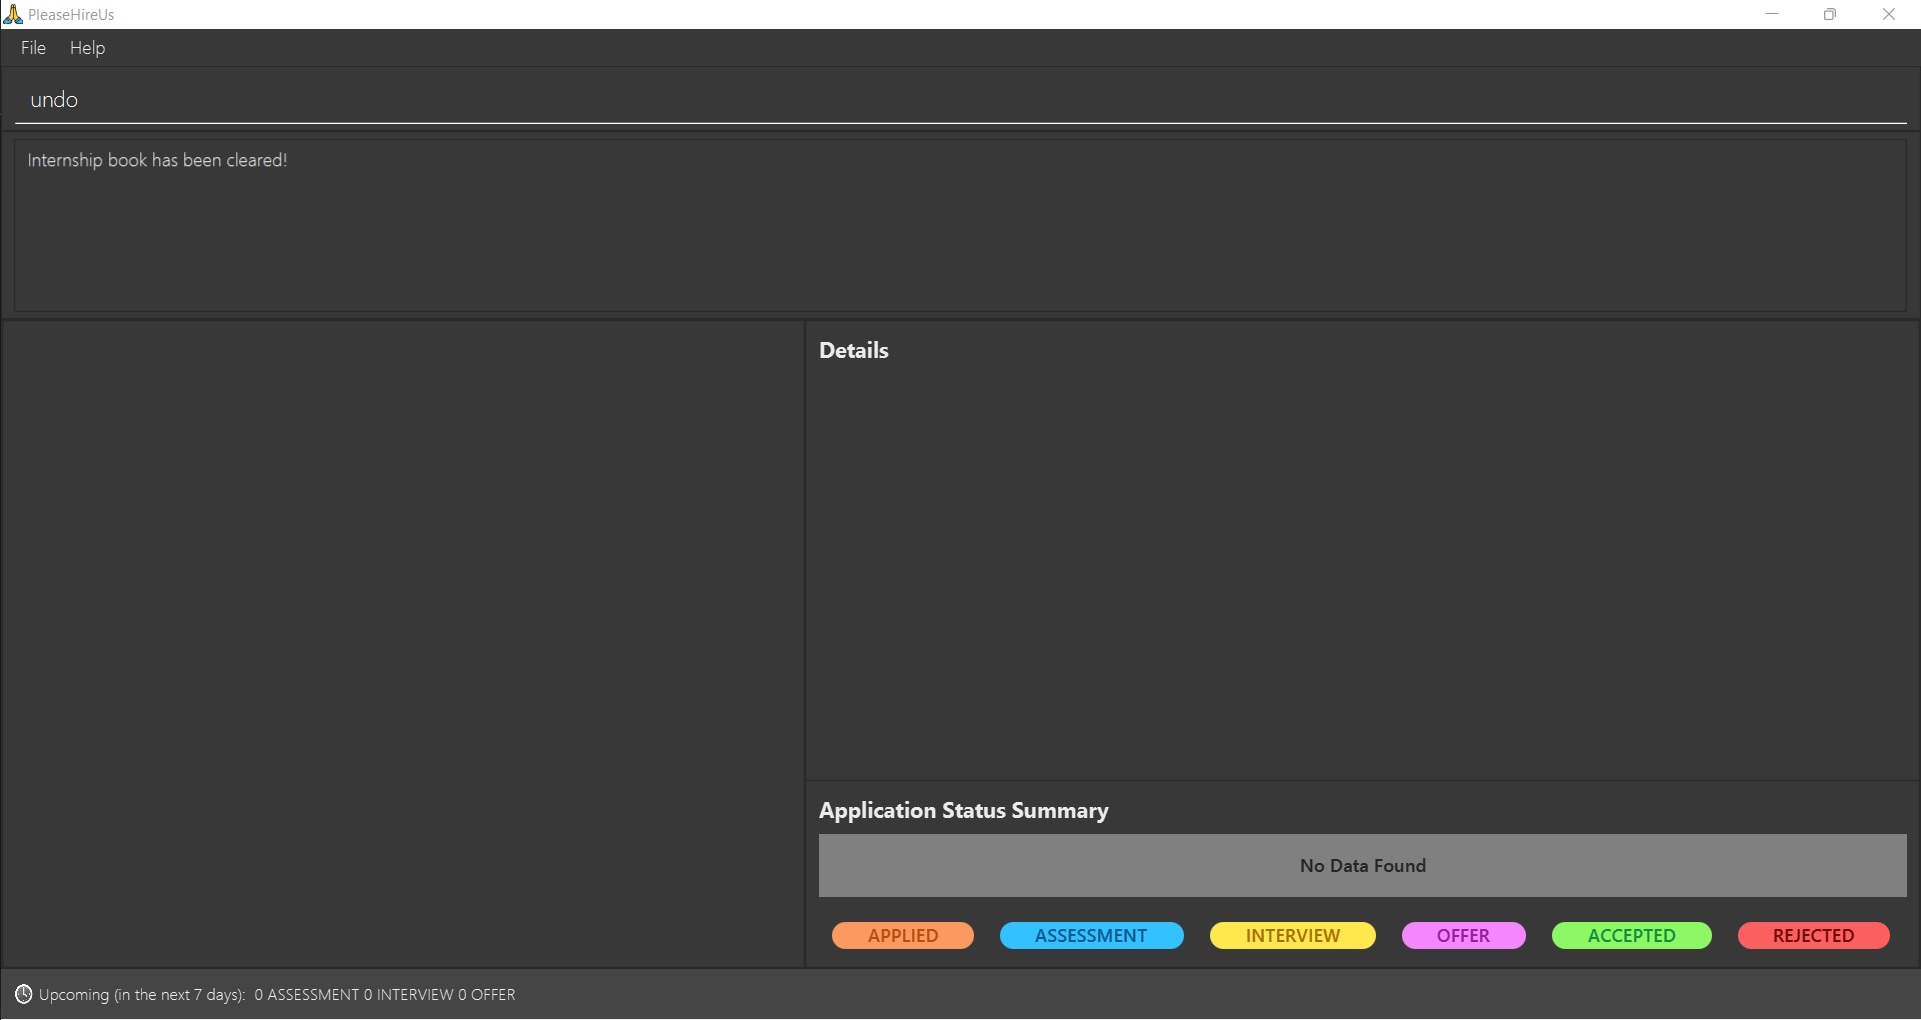 PleaseHireUs
File Help
undo
Internship book has been cleared!
Details
Application Status Summary
No Data Found
APPLIED ASSESSMENT INTERVIEW OFFER ACCEPTED REJECTED
Upcoming (in the next 7 days): 0 ASSESSMENT 0 INTERVIEW 0 OFFER